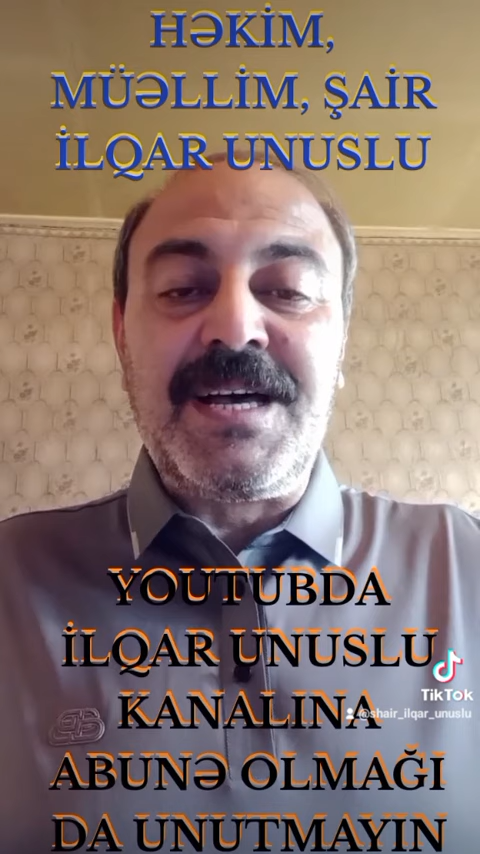 HƏKİM,
MÜƏLLİM, ŞAİR
İLQAR UNUSLU
YOUTUBDA
İLQAR UNUSLU
TikTok
KANALINA
@shair_ilqar_unuslu
ABUNƏ OLMAĞI
DA UNUTMAYIN